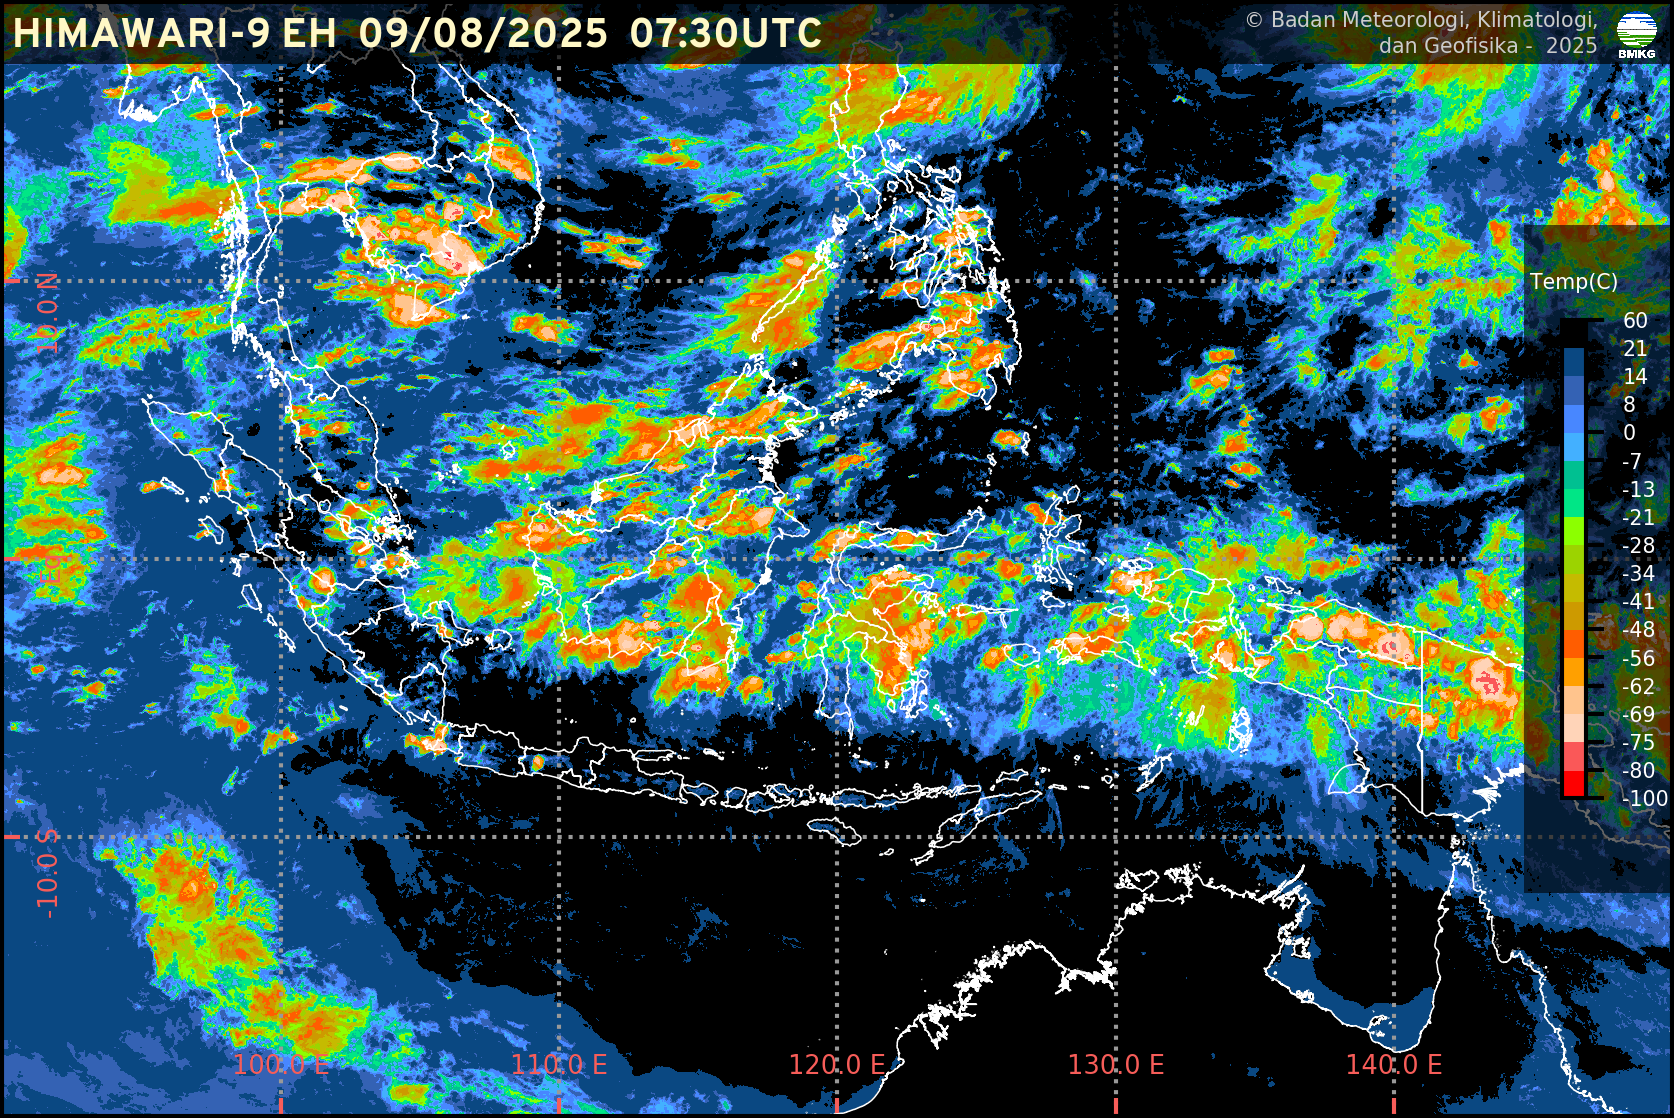 HIMAWARI-9 EH 09/08/2025 07:30UTC
© Badan Meteorologi, Klimatologi,
dan Geofisika - 2025
BMKG
10.0 N
Eq
-10.0 S
Temp(C)
60
21
14
8
0
-7
-13
-21
-28
-34
-41
-48
-56
-62
-69
-75
-80
-100
100.0 E
110.0 E
120.0 E
130.0 E
140.0 E